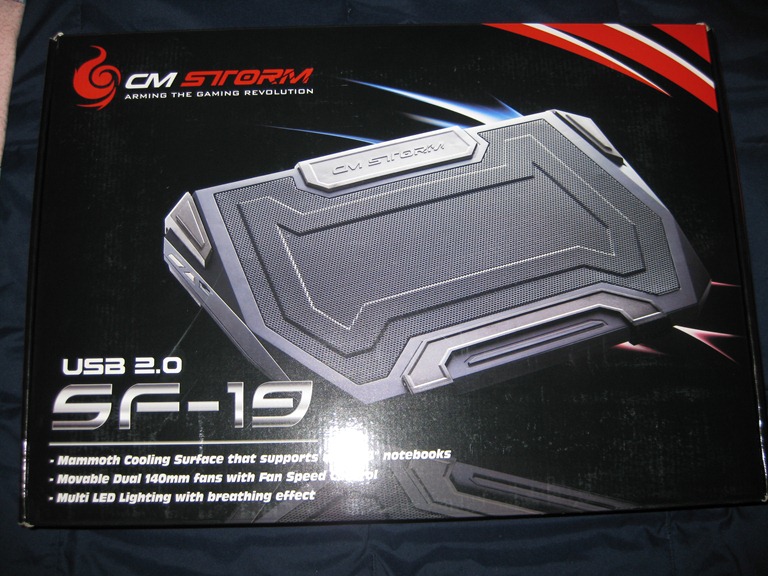 CM STORM
ARMING THE GAMING REVOLUTION
CM STORM
USB 2.0
SF-19
- Mammoth Cooling Surface that supports notebooks
- Movable Dual 140mm fans with Fan Speed
- Multi LED Lighting with breathing effect